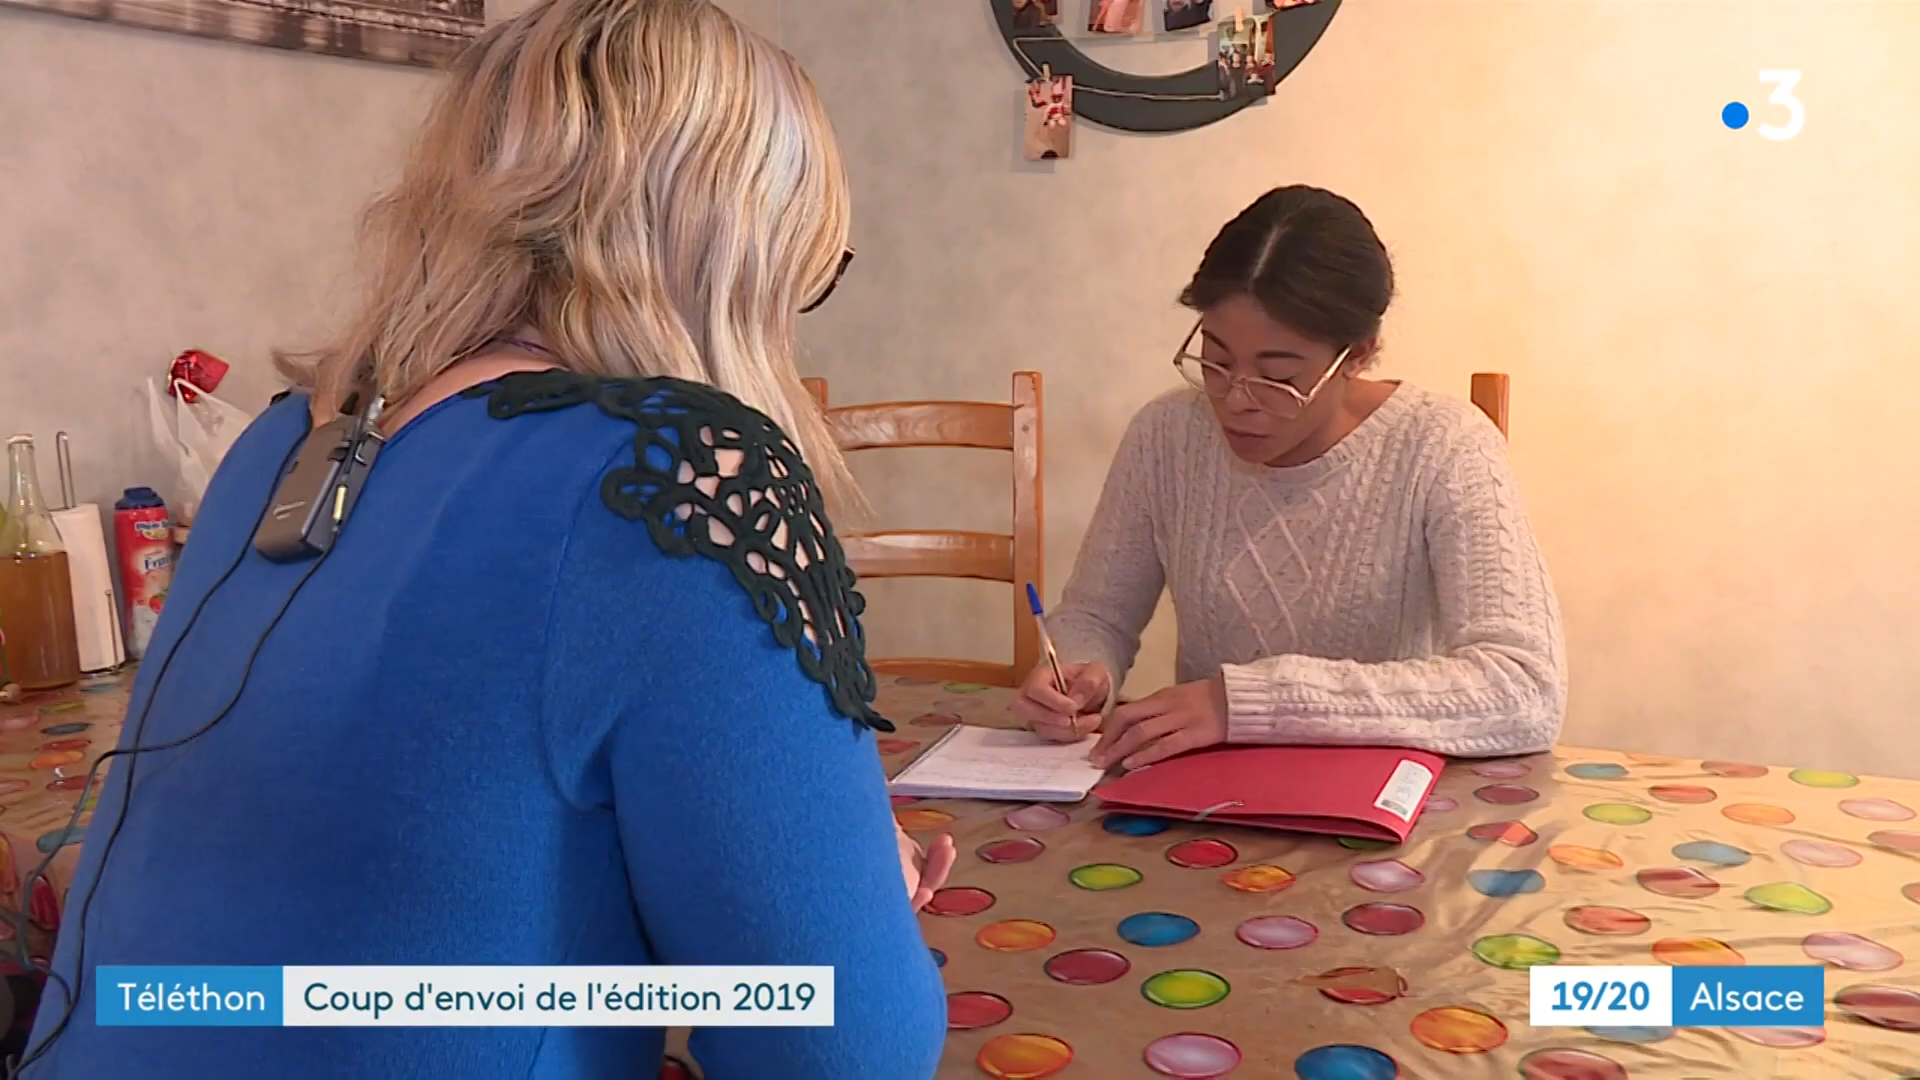 3
Téléthon
Coup d'envoi de l'édition 2019
19/20
Alsace